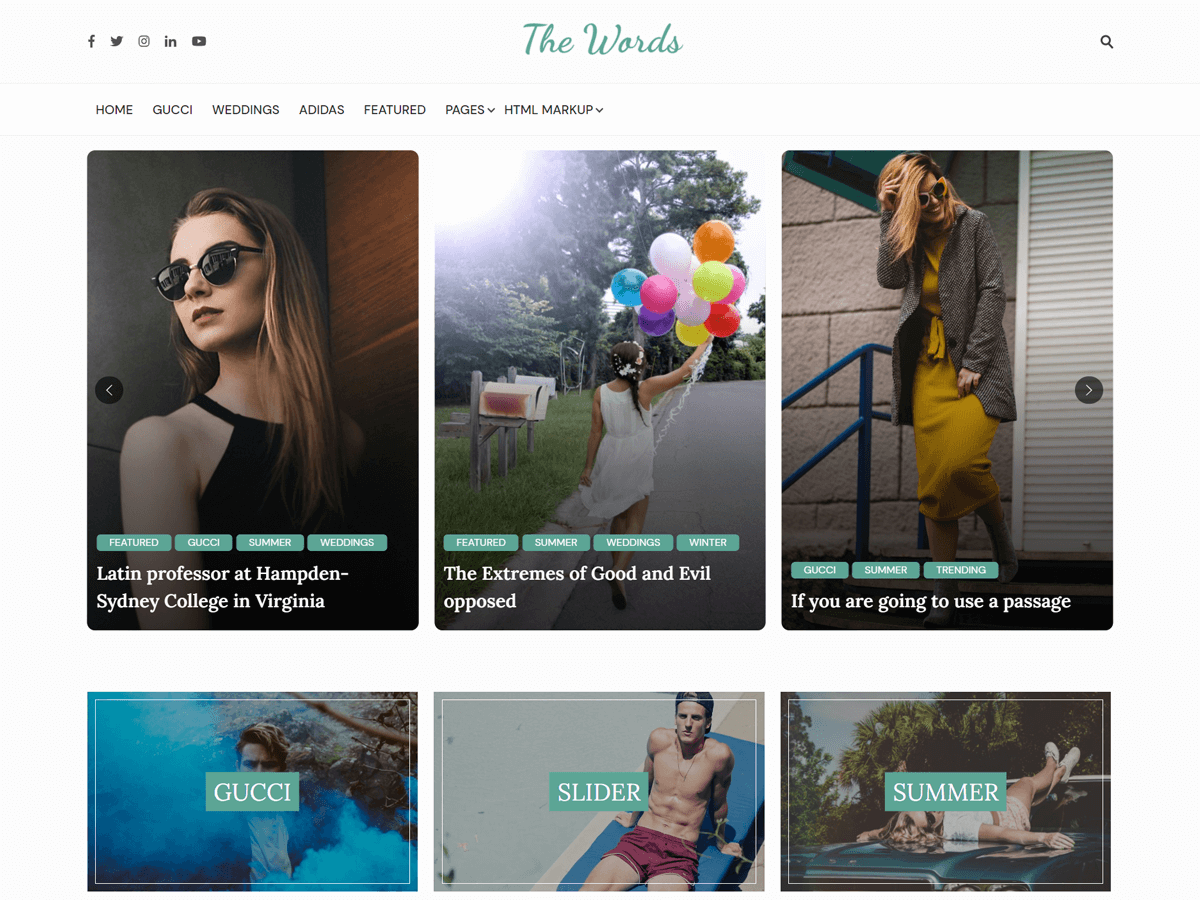 The Words
HOME GUCCI WEDDINGS ADIDAS FEATURED PAGES HTML MARKUP
FEATURED GUCCI SUMMER WEDDINGS
Latin professor at Hampden-
Sydney College in Virginia
FEATURED SUMMER WEDDINGS WINTER
The Extremes of Good and Evil
opposed
GUCCI SUMMER TRENDING
If you are going to use a passage
GUCCI
SLIDER
SUMMER